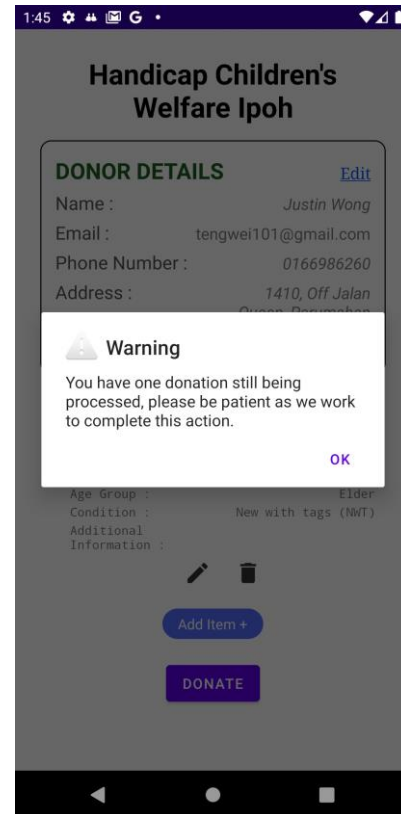 1:45
Handicap Children's
Welfare Ipoh
DONOR DETAILS Edit
Name : Justin Wong
Email : tengwei101@gmail.com
Phone Number : 0166986260
Address : 1410, Off Jalan
Warning
You have one donation still being
processed, please be patient as we work
to complete this action.
OK
Age Group : Elder
Condition : New with tags (NWT)
Additional
Information :
Add Item +
DONATE